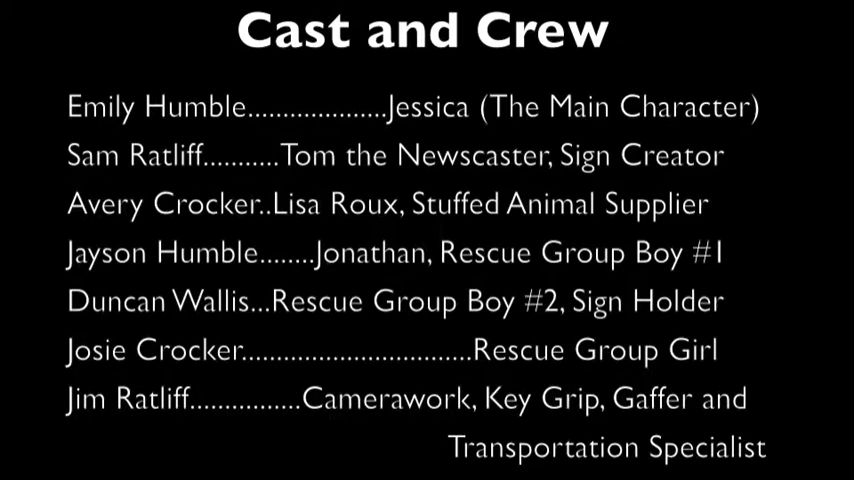 Cast and Crew
Emily Humble....................Jessica (The Main Character)
Sam Ratliff...........Tom the Newscaster, Sign Creator
Avery Crocker..Lisa Roux, Stuffed Animal Supplier
Jayson Humble........Jonathan, Rescue Group Boy #1
Duncan Wallis...Rescue Group Boy #2, Sign Holder
Josie Crocker.................................Rescue Group Girl
Jim Ratliff................Camerawork, Key Grip, Gaffer and
Transportation Specialist